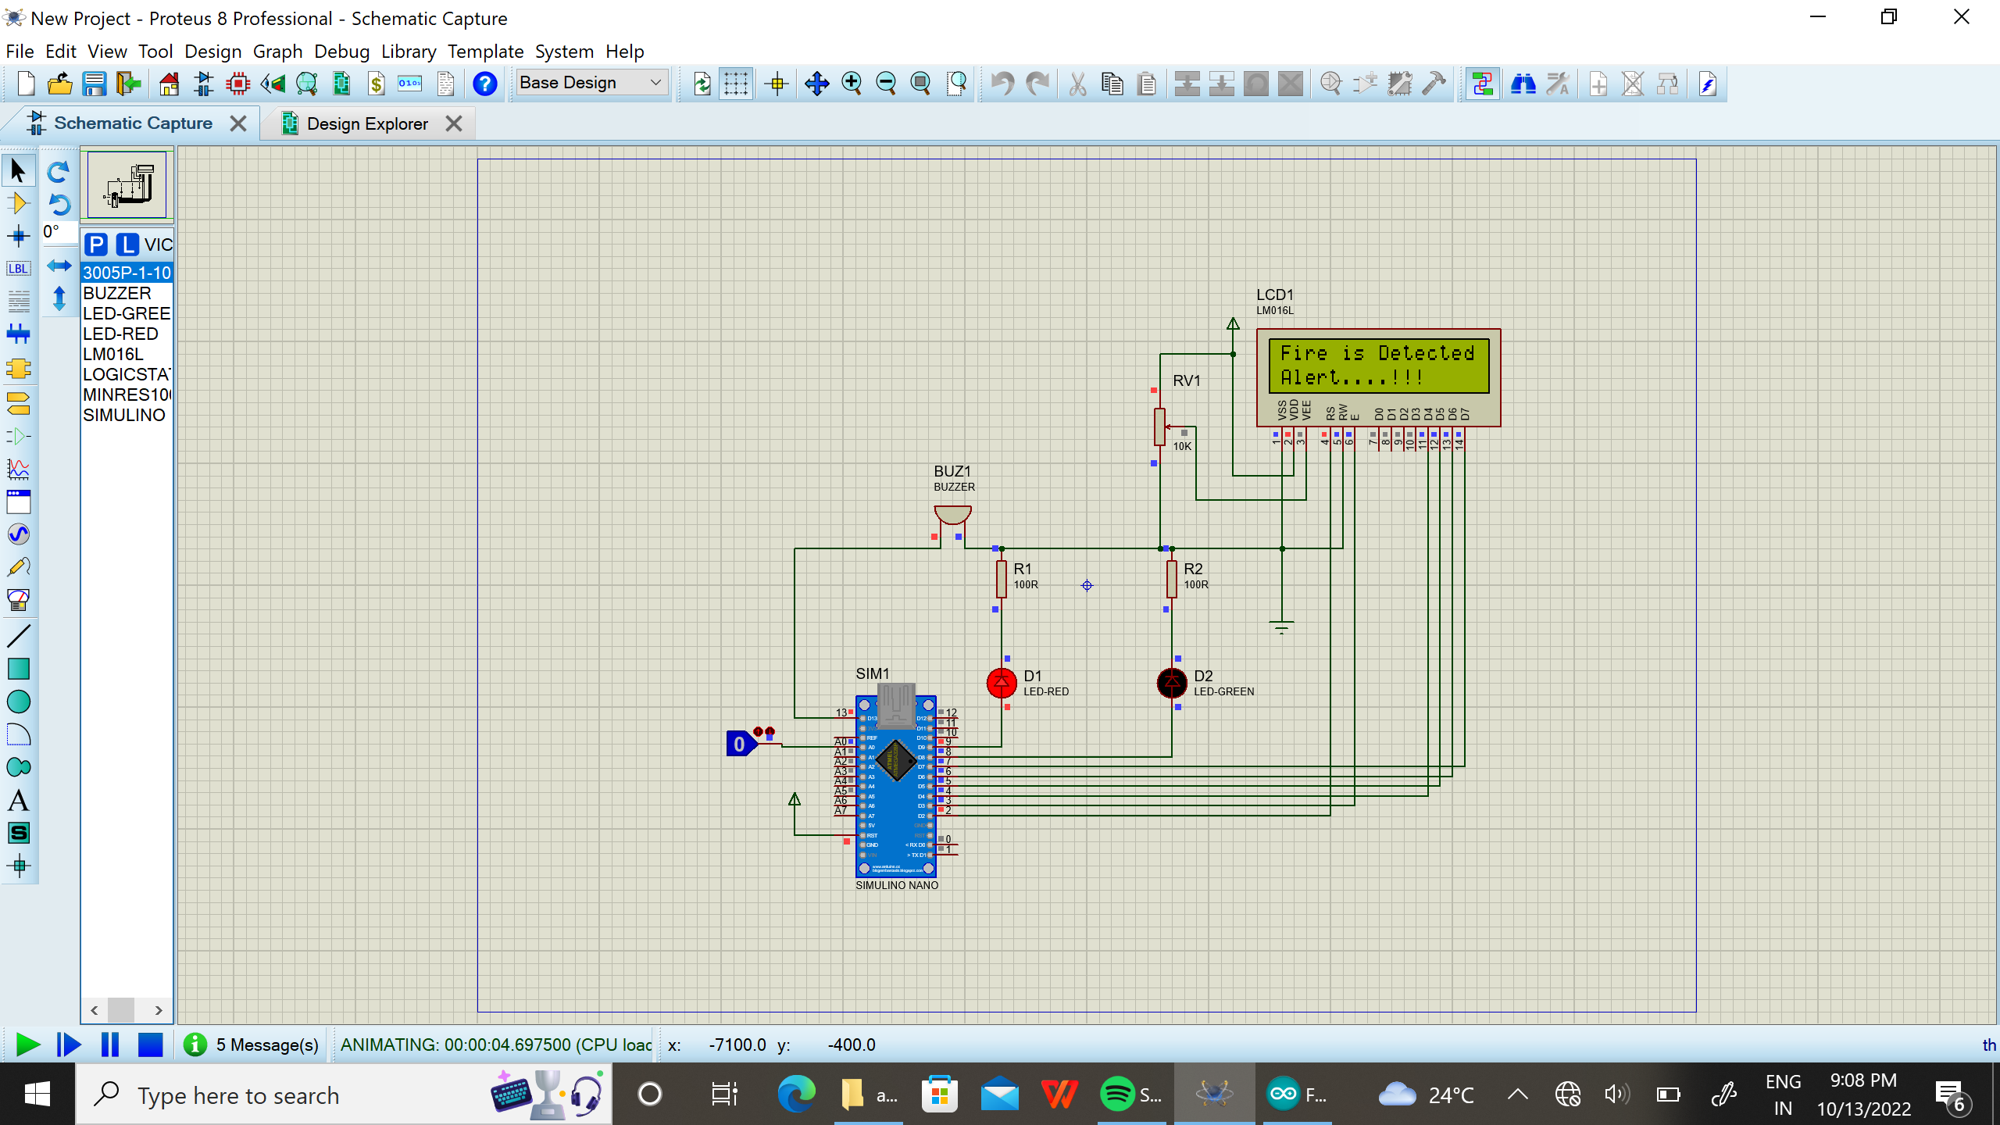 New Project - Proteus 8 Professional - Schematic Capture
File Edit View Tool Design Graph Debug Library Template System Help
Base Design
Schematic Capture
Design Explorer
0°
P L VIC
3005P-1-10
BUZZER
LED-GREE
LED-RED
LM016L
LOGICSTA
MINRES10
SIMULINO
LBL
A
S
LCD1
LM016L
Fire is Detected
Alert....!!!
VSS VDD VEE RS RW E D0 D1 D2 D3 D4 D5 D6 D7
1 2 3 4 5 6 7 8 9 10 11 12 13 14
RV1
10K
BUZ1
BUZZER
R1
100R
R2
100R
D1
LED-RED
D2
LED-GREEN
SIM1
0
13
A0
A1
A2
A3
A4
A5
A6
A7
12
11
10
9
8
7
6
5
4
3
2
0
1
SIMULINO NANO
5 Message(s)
ANIMATING: 00:00:04.697500 (CPU loac
x: -7100.0 y: -400.0
th
Type here to search
a...
S...
F...
24°C
ENG
IN
9:08 PM
10/13/2022
6